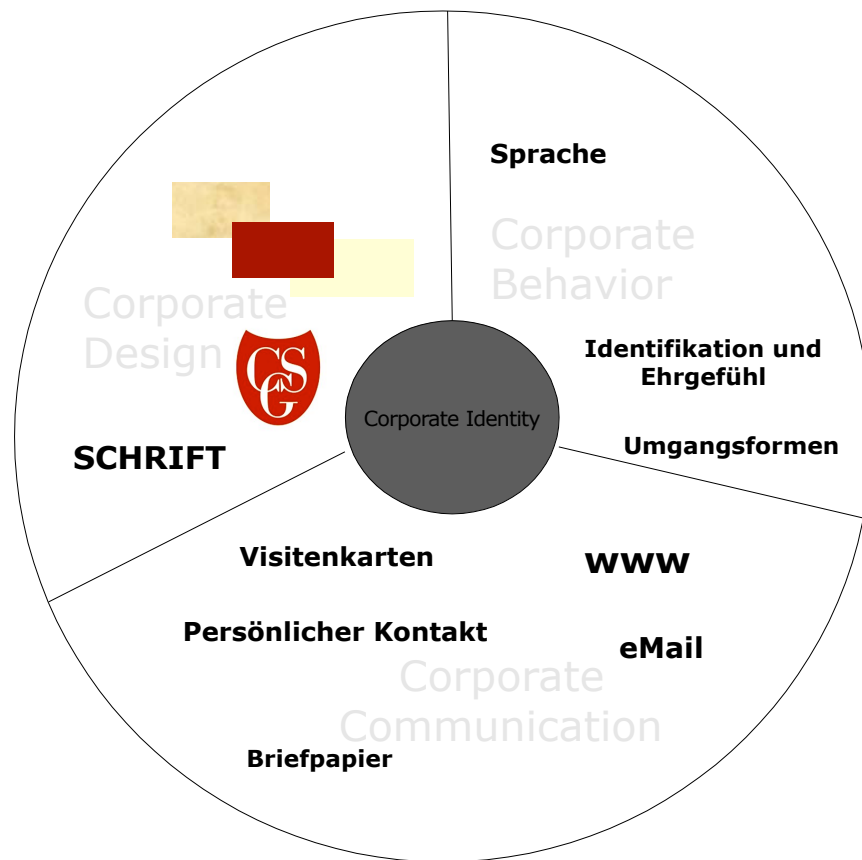 Sprache
Corporate
Behavior
Identifikation und
Ehrgefühl
Umgangsformen
Corporate
Design
CSG
SCHRIFT
Corporate Identity
Visitenkarten
www
Persönlicher Kontakt
eMail
Corporate
Communication
Briefpapier